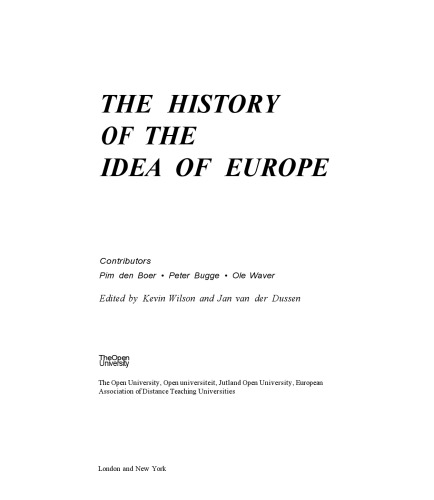 THE HISTORY
OF THE
IDEA OF EUROPE
Contributors
Pim den Boer • Peter Bugge • Ole Waver
Edited by Kevin Wilson and Jan van der Dussen
TheOpen
University
The Open University, Open universiteit, Jutland Open University, European
Association of Distance Teaching Universities
London and New York